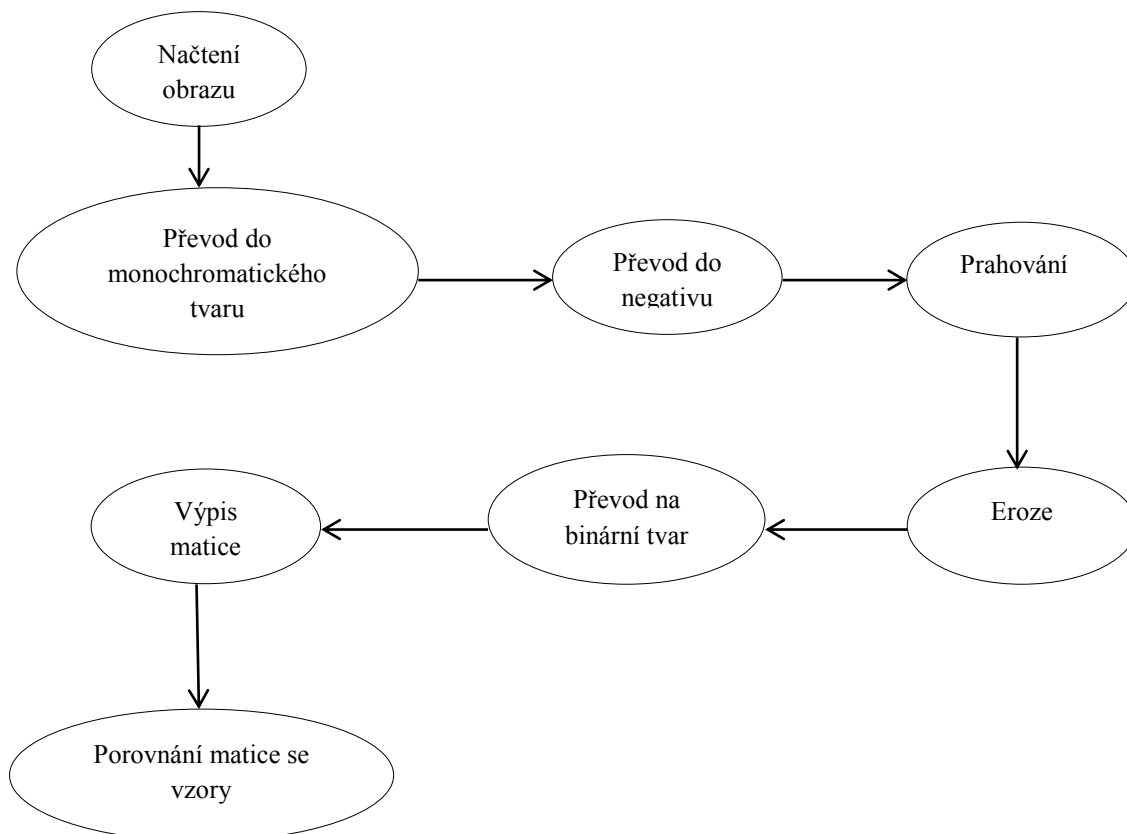 Načtení
obrazu
Převod do
monochromatického
tvaru
Převod do
negativu
Prahování
Eroze
Převod na
binární tvar
Výpis
matice
Porovnání matice se
vzory